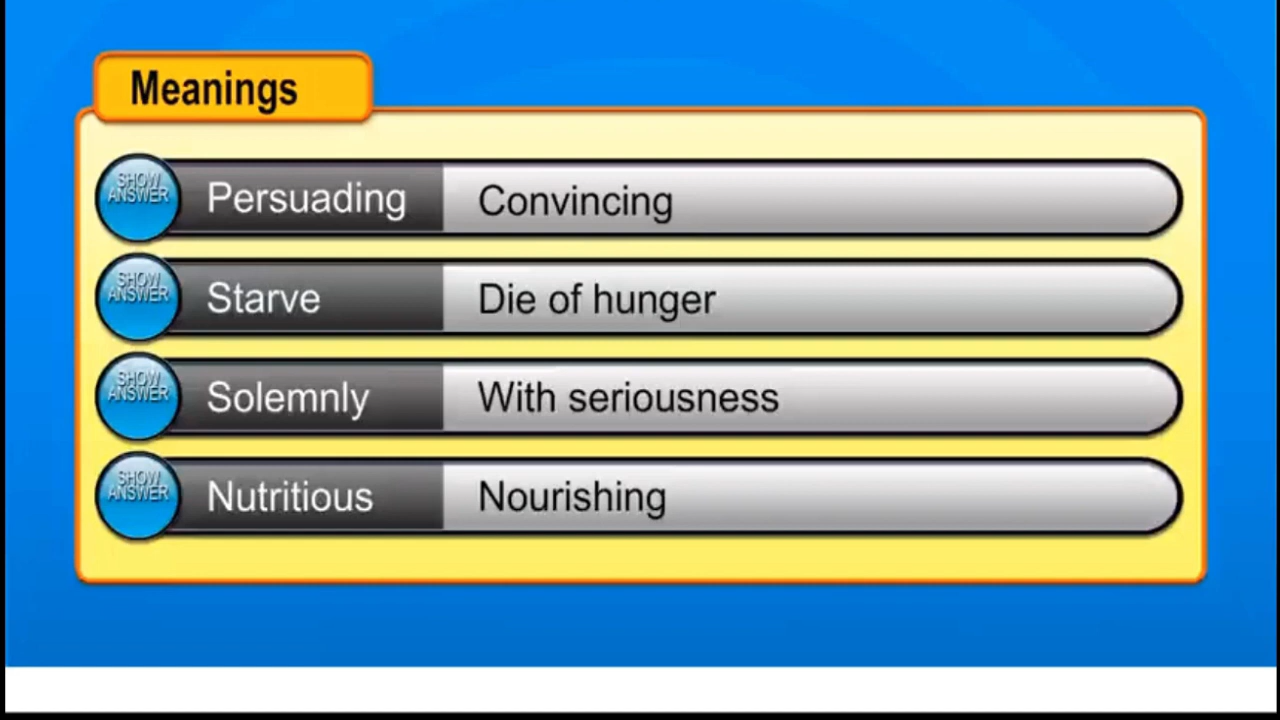 Meanings
SHOW
ANSWER
Persuading Convincing
SHOW
ANSWER
Starve Die of hunger
SHOW
ANSWER
Solemnly With seriousness
SHOW
ANSWER
Nutritious Nourishing